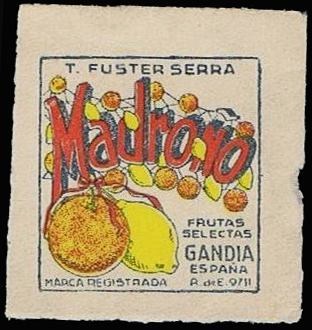 T. FUSTER SERRA
Madroño
FRUTAS
SELECTAS
GANDIA
ESPAÑA
MARCA REGISTRADA R. de E. 9711